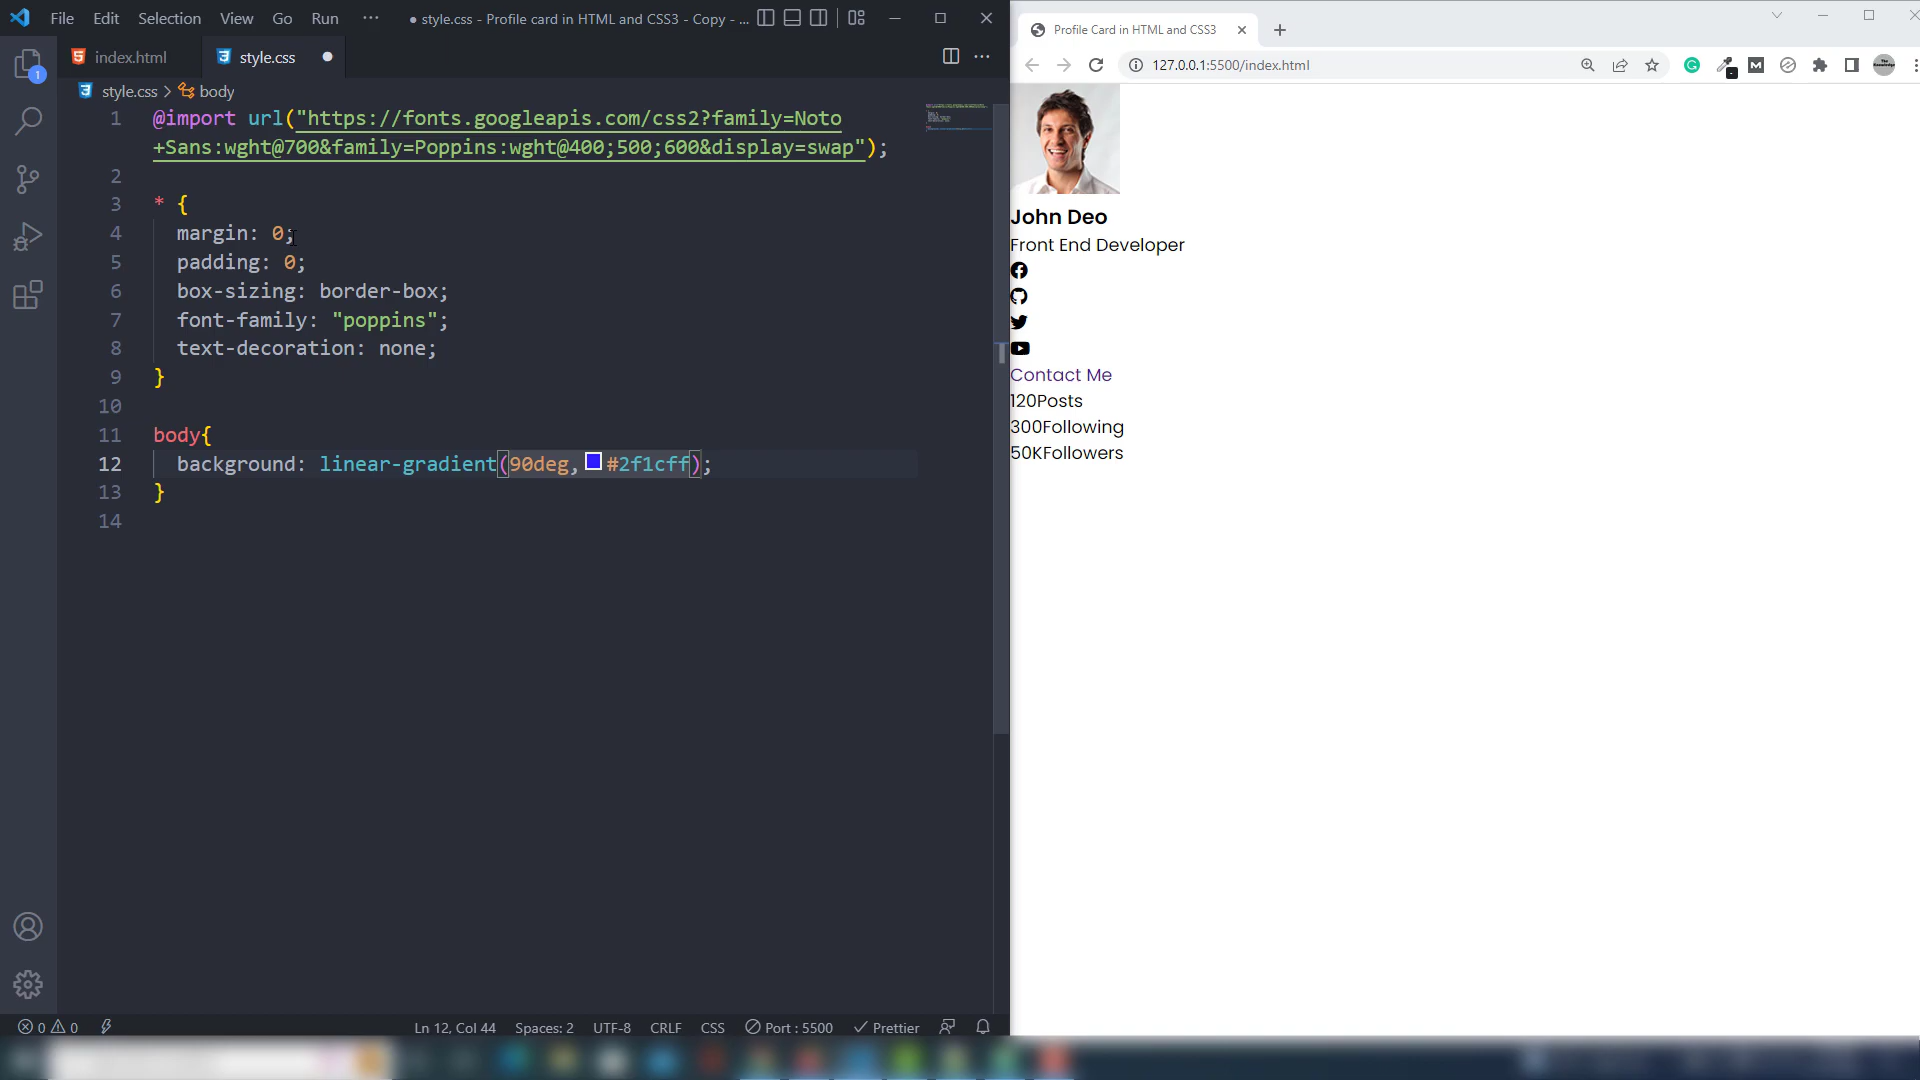 File Edit Selection View Go Run ··· ● style.css - Profile card in HTML and CSS3 - Copy - ...
index.html style.css
style.css > body
1 @import url("https://fonts.googleapis.com/css2?family=Noto
+Sans:wght@700&family=Poppins:wght@400;500;600&display=swap");
2
3 * {
4 margin: 0;
5 padding: 0;
6 box-sizing: border-box;
7 font-family: "poppins";
8 text-decoration: none;
9 }
10
11 body{
12 background: linear-gradient(90deg,#2f1cff);
13 }
14
1
0 0 Ln 12, Col 44 Spaces: 2 UTF-8 CRLF CSS Port : 5500 Prettier
Profile Card in HTML and CSS3
127.0.0.1:5500/index.html
John Deo
Front End Developer
Contact Me
120Posts
300Following
50KFollowers